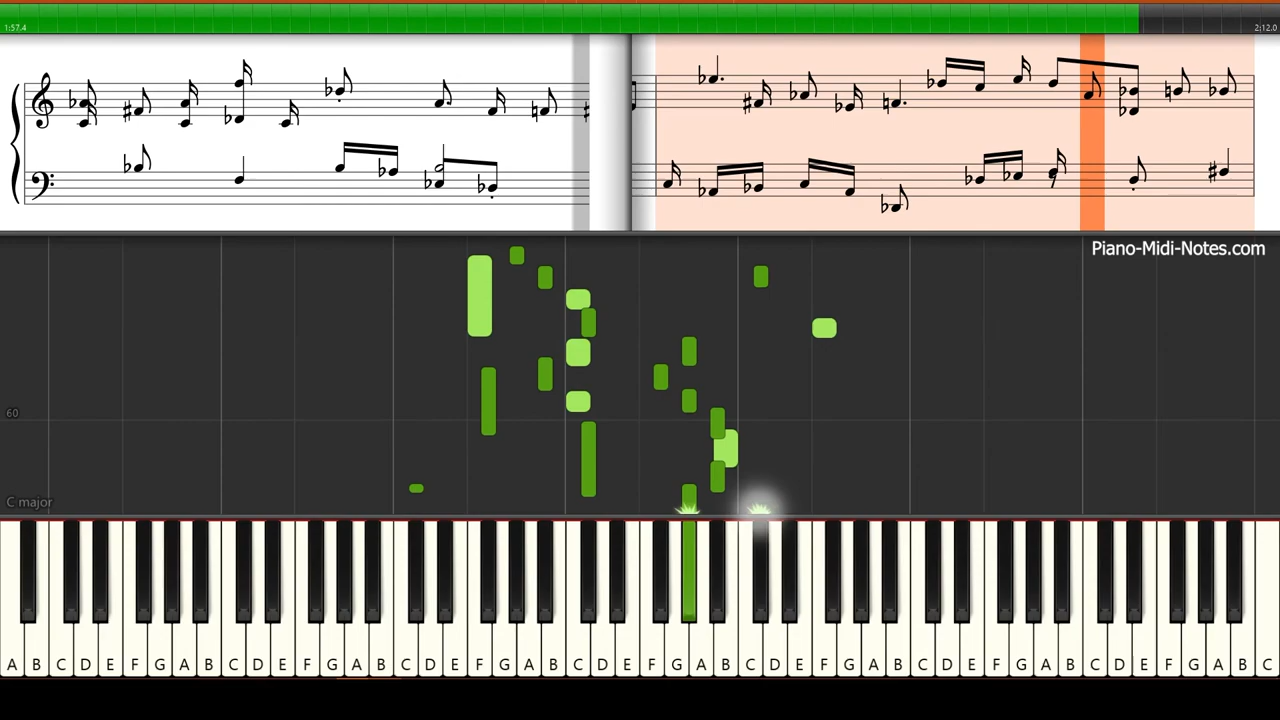 1:57.4
2:12.0
Piano-Midi-Notes.com
60
C major
A B C D E F G A B C D E F G A B C D E F G A B C D E F G A B C D E F G A B C D E F G A B C D E F G A B C